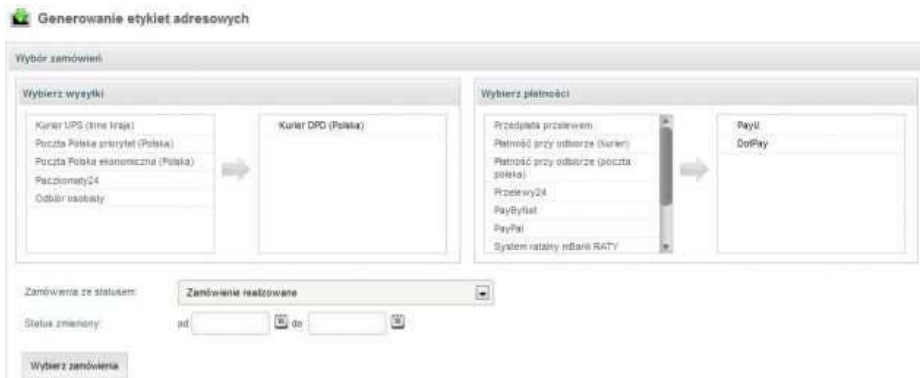 Generowanie etykiet adresowych
Wybór zamówień
Wybierz wysyłki
Kurier UPS (Inne kraje)
Poczta Polska priorytet (Polska)
Poczta Polska ekonomiczna (Polska)
Paczkomaty24
Odbiór osobisty
Kurier DPD (Polska)
Wybierz płatności
Przedpłata przelewem
Płatność przy odbiorze (kurier)
Płatność przy odbiorze (poczta
polska)
Przelewy24
PayByNet
PayPal
System ratalny mBank RATY
PayU
DotPay
Zamówienia ze statusem: Zamówienie realizowane
Status zmieniony: od do
Wybierz zamówienia